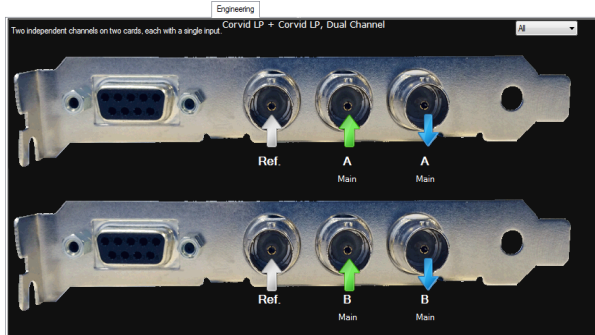 Engineering
Corvid LP + Corvid LP, Dual Channel
Two independent channels on two cards, each with a single input.
All
Ref. A A
Main Main
Ref. B B
Main Main